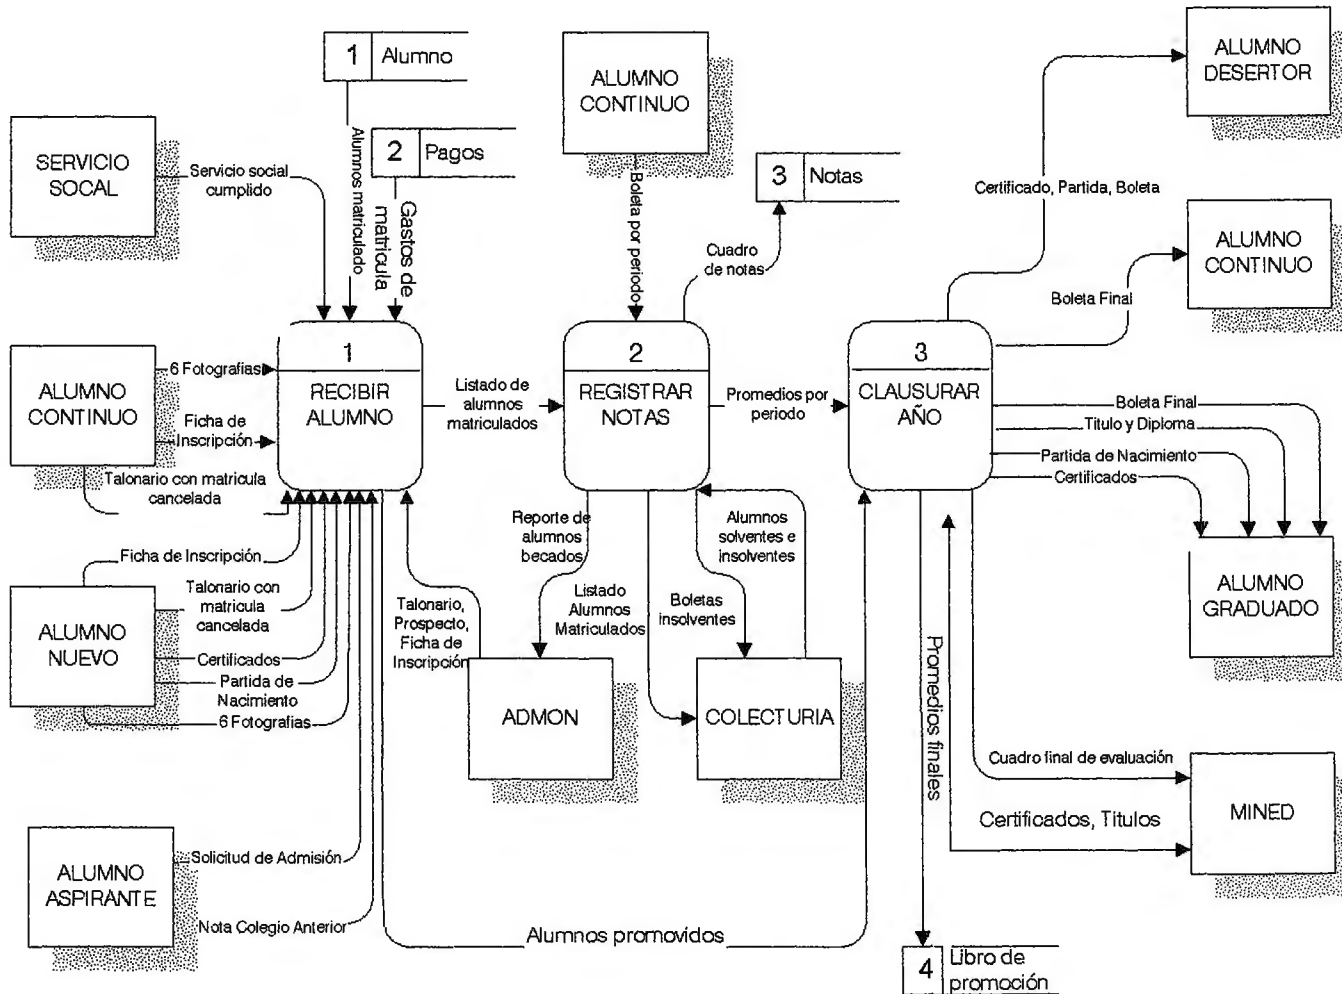 1 Alumno
ALUMNO
CONTINUO
ALUMNO
DESERTOR
SERVICIO
SOCAL
Servicio social
cumplido
Alumnos matriculado
2 Pagos
Gastos de
matricula
Boleta por periodo
3 Notas
Cuadro
de notas
Certificado, Partida, Boleta
ALUMNO
CONTINUO
Boleta Final
ALUMNO
CONTINUO
6 Fotografias
Ficha de
Inscripción
Talonario con matricula
cancelada
1
RECIBIR
ALUMNO
Listado de
alumnos
matriculados
2
REGISTRAR
NOTAS
Promedios por
periodo
3
CLAUSURAR
AÑO
Boleta Final
Titulo y Diploma
Partida de Nacimiento
Certificados
ALUMNO
GRADUADO
Ficha de Inscripción
ALUMNO
NUEVO
Talonario con
matricula
cancelada
Certificados
Partida de
Nacimiento
6 Fotografias
Talonario,
Prospecto,
Ficha de
Inscripción
Reporte de
alumnos
becados
Listado
Alumnos
Matriculados
Alumnos
solventes e
insolventes
Boletas
insolventes
ADMON
COLECTURIA
Promedios finales
Cuadro final de evaluación
Certificados, Titulos
MINED
ALUMNO
ASPIRANTE
Solicitud de Admisión
Nota Colegio Anterior
Alumnos promovidos
4 Libro de
promoción